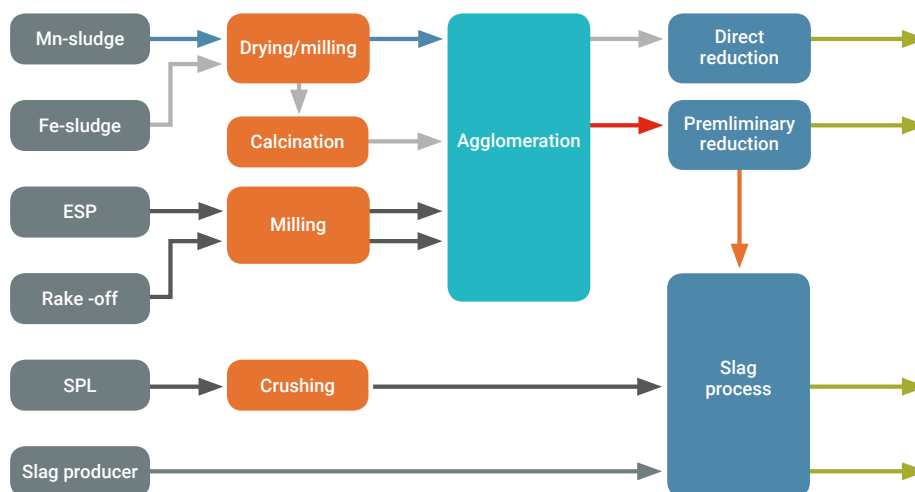 Mn-sludge
Drying/milling
Direct
reduction
Fe-sludge
Calcination
Agglomeration
Premliminary
reduction
ESP
Milling
Rake -off
SPL
Crushing
Slag
process
Slag producer